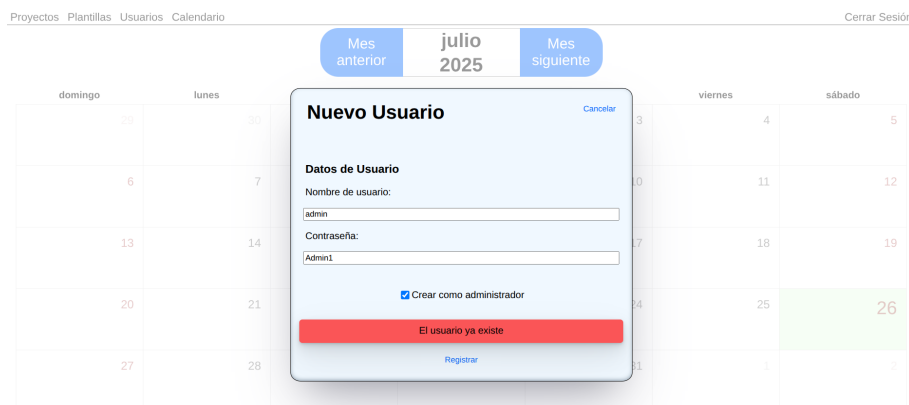 Proyectos Plantillas Usuarios Calendario Cerrar Sesión
Mes anterior
julio 2025
Mes siguiente
domingo lunes viernes sábado
Nuevo Usuario Cancelar
29 30 3 4 5
Datos de Usuario
Nombre de usuario:
6 7 10 11 12
admin
Contraseña:
13 14 17 18 19
Admin1
Crear como administrador
20 21 24 25 26
El usuario ya existe
Registrar
27 28 31 1 2